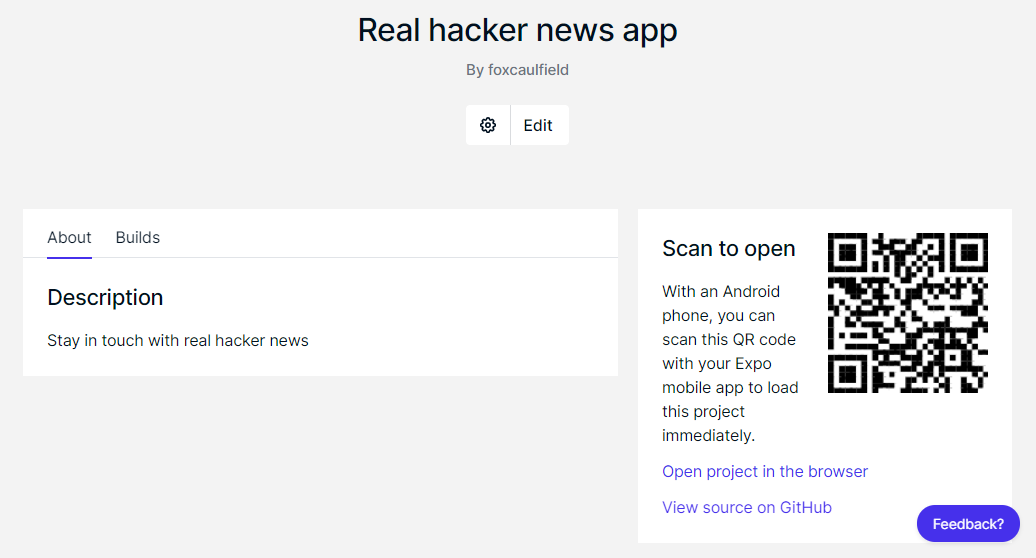 Real hacker news app
By foxcaulfield
Edit
About Builds
Description
Stay in touch with real hacker news
Scan to open
With an Android
phone, you can
scan this QR code
with your Expo
mobile app to load
this project
immediately.
Open project in the browser
View source on GitHub
Feedback?